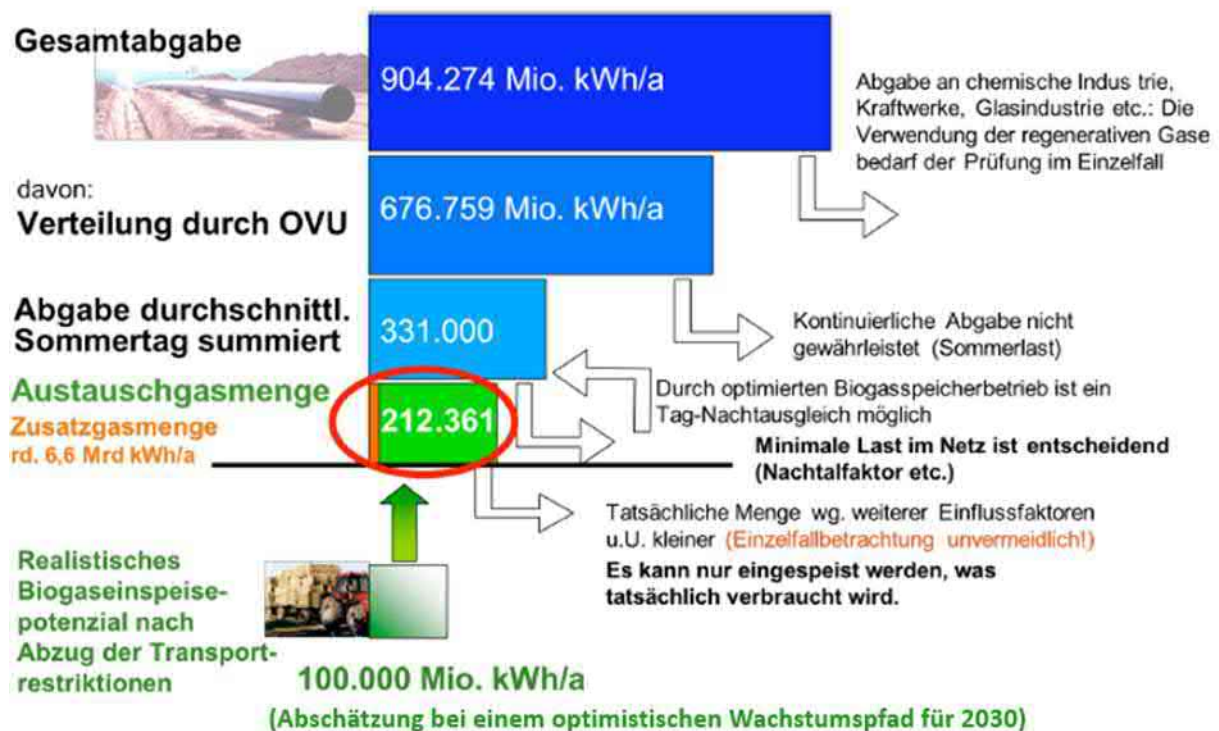 Gesamtabgabe
904.274 Mio. kWh/a
Abgabe an chemische Indus trie,
Kraftwerke, Glasindustrie etc.: Die
Verwendung der regenerativen Gase
bedarf der Prüfung im Einzelfall
davon:
Verteilung durch OVU
676.759 Mio. kWh/a
Abgabe durchschnittl.
Sommertag summiert
331.000
Kontinuierliche Abgabe nicht
gewährleistet (Sommerlast)
Austauschgasmenge
Zusatzgasmenge
rd. 6,6 Mrd kWh/a
212.361
Durch optimierten Biogasspeicherbetrieb ist ein
Tag-Nachtausgleich möglich
Minimale Last im Netz ist entscheidend
(Nachtalfaktor etc.)
Tatsächliche Menge wg. weiterer Einflussfaktoren
u.U. kleiner (Einzelfallbetrachtung unvermeidlich!)
Es kann nur eingespeist werden, was
tatsächlich verbraucht wird.
Realistisches
Biogaseinspeise-
potenzial nach
Abzug der Transport-
restriktionen
100.000 Mio. kWh/a
(Abschätzung bei einem optimistischen Wachstumspfad für 2030)